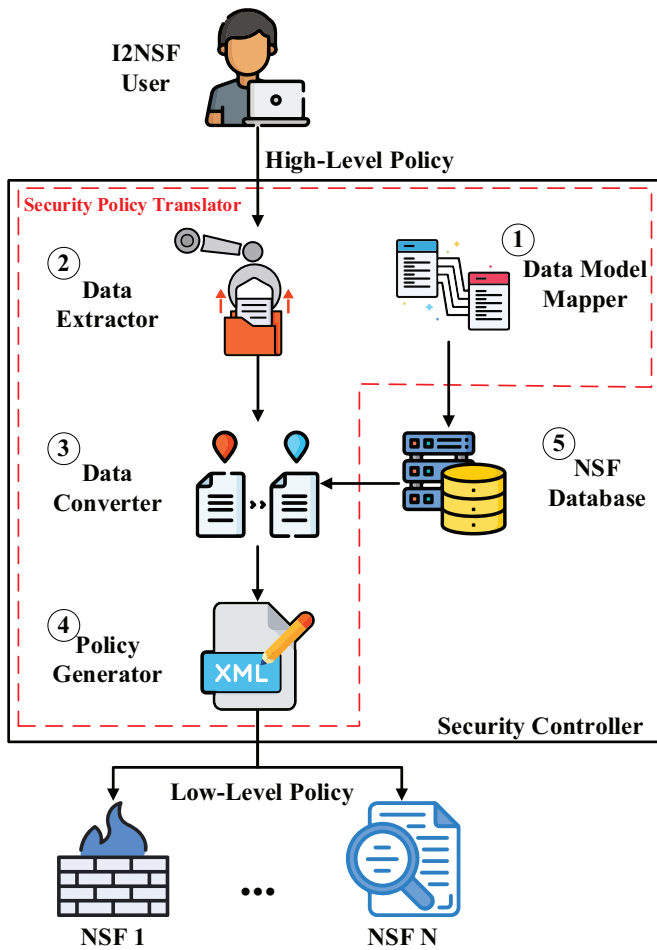 I2NSF
User
High-Level Policy
Security Policy Translator
1
Data Model
Mapper
2
Data
Extractor
3
Data
Converter
5
NSF
Database
4
Policy
Generator
XML
Security Controller
Low-Level Policy
...
NSF 1
NSF N